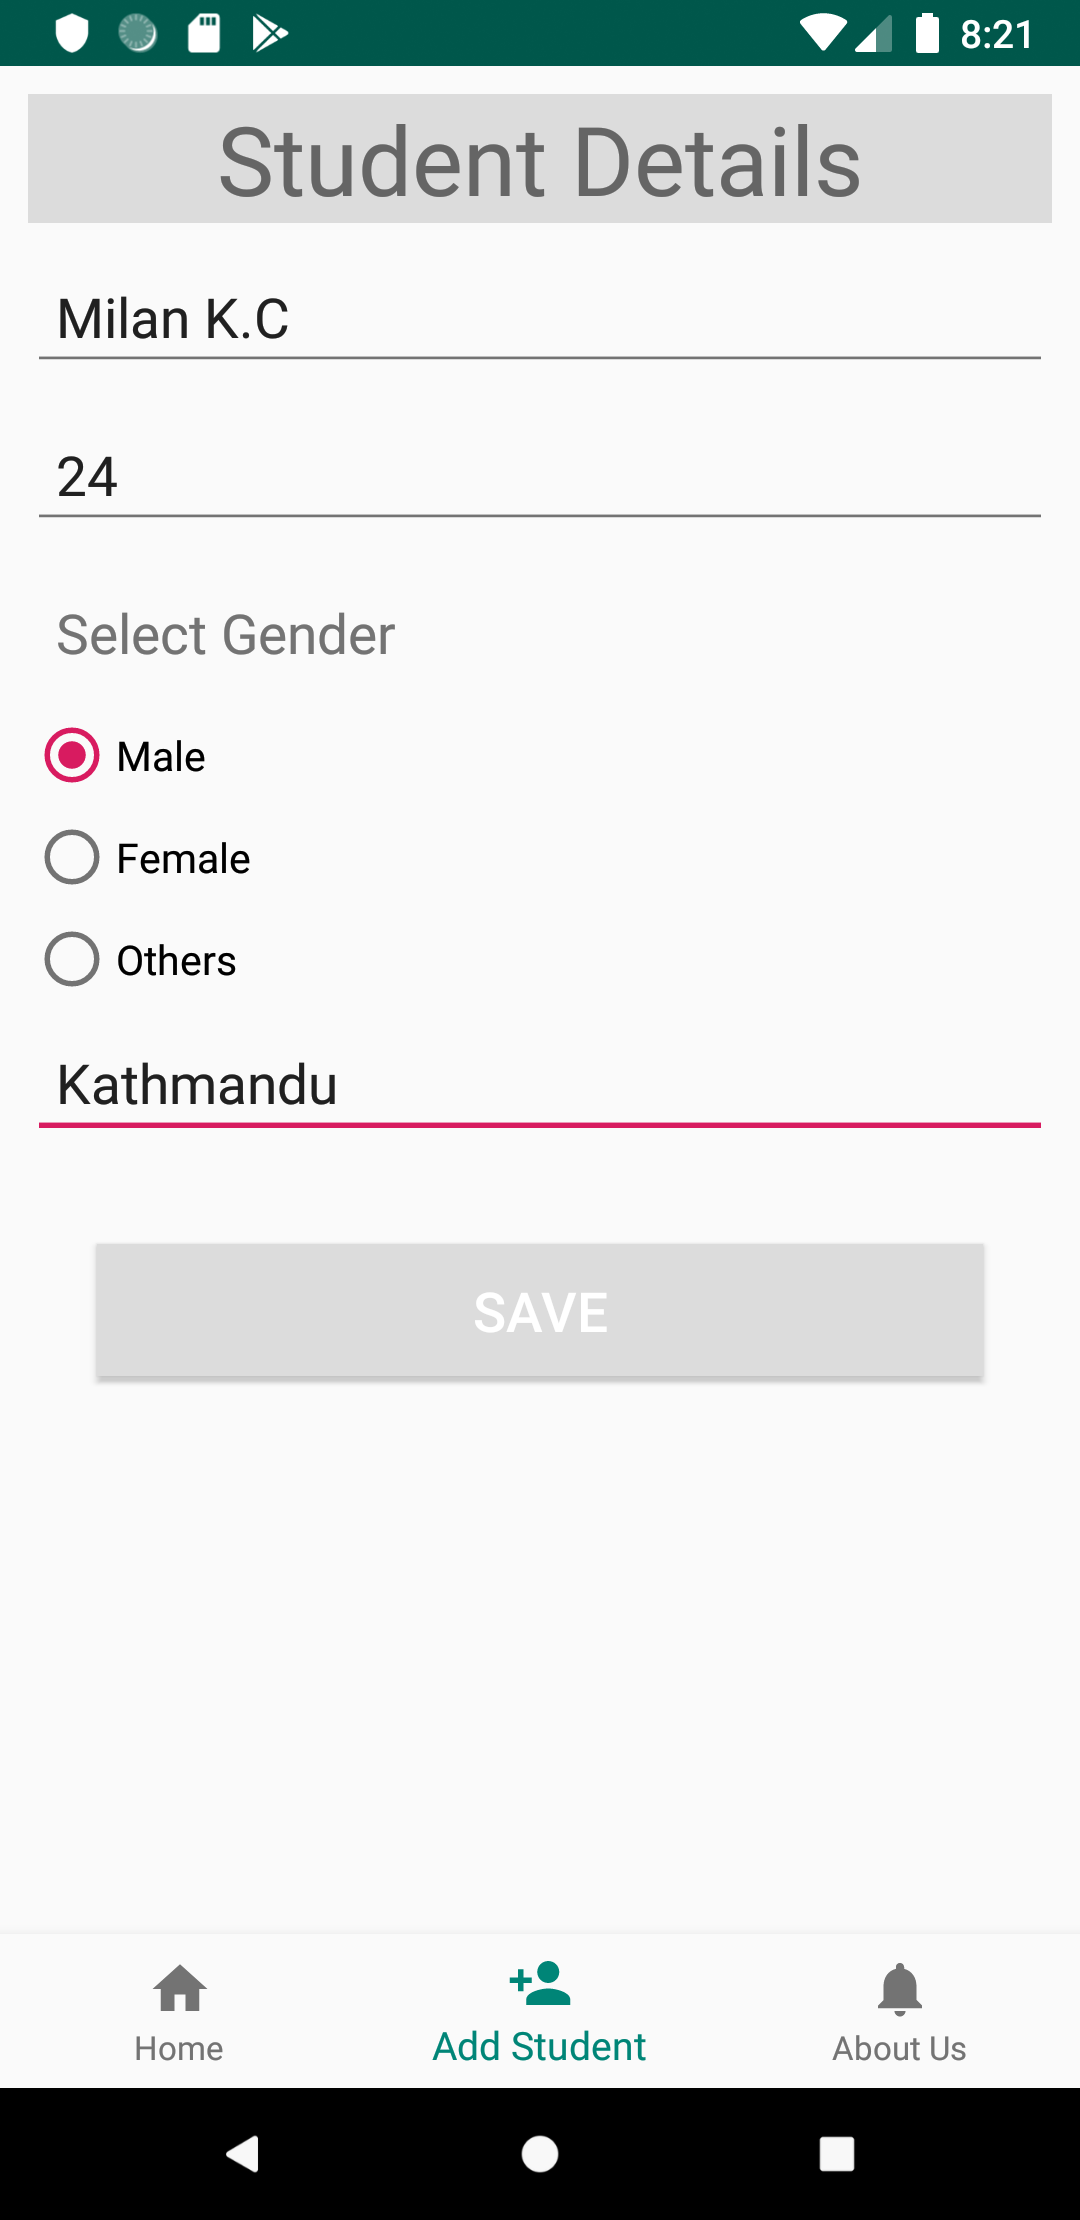 8:21
Student Details
Milan K.C
24
Select Gender
Male
Female
Others
Kathmandu
SAVE
Home
Add Student
About Us